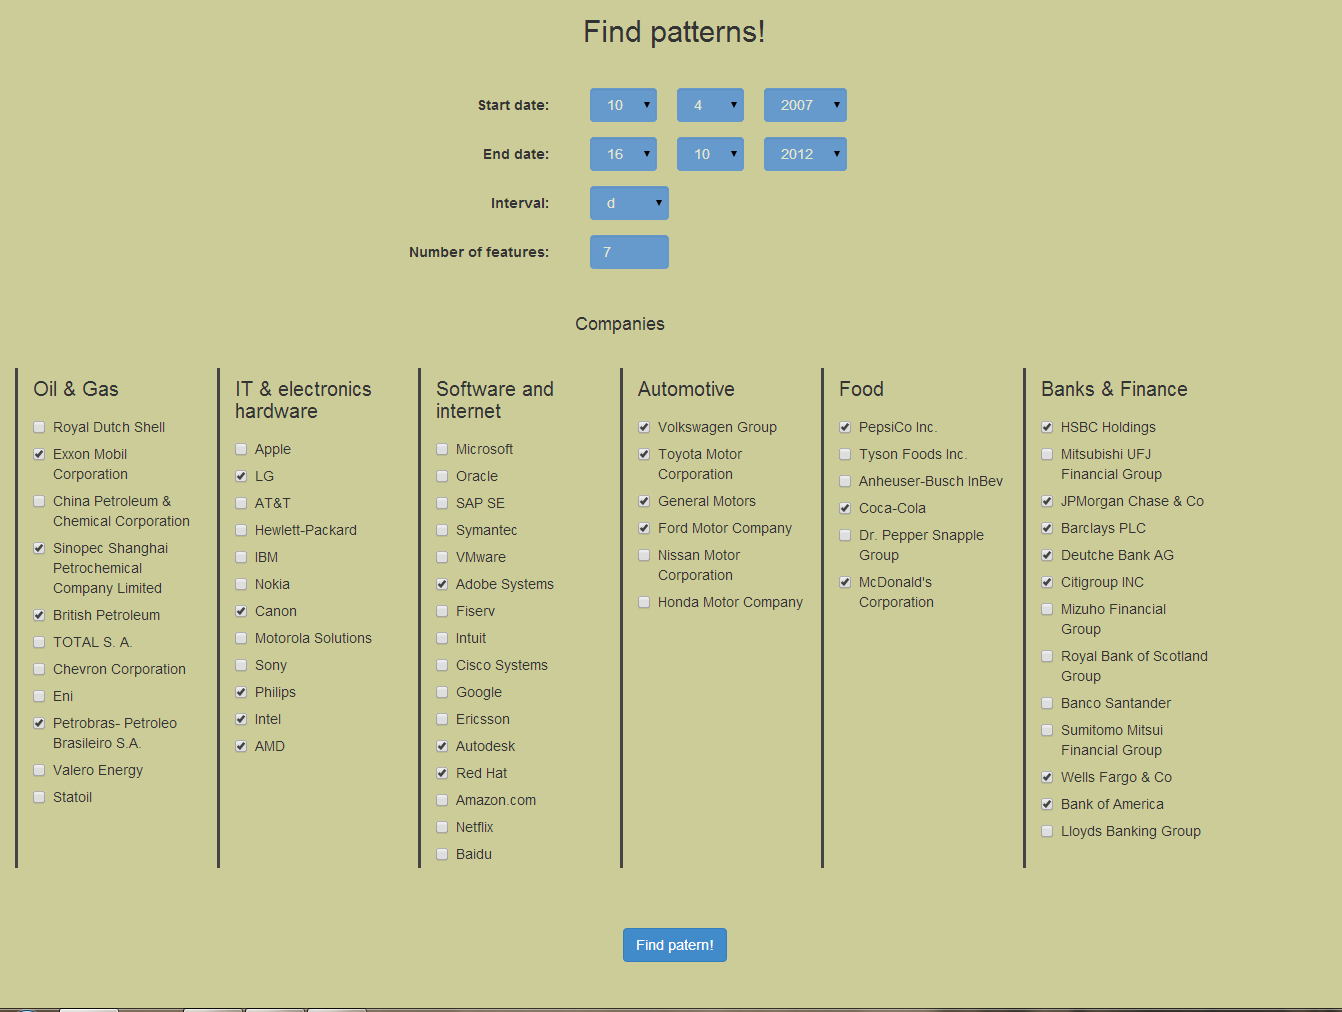 Find patterns!
Start date: 10 4 2007
End date: 16 10 2012
Interval: d
Number of features: 7
Companies
Oil & Gas
Royal Dutch Shell
Exxon Mobil
Corporation
China Petroleum &
Chemical Corporation
Sinopec Shanghai
Petrochemical
Company Limited
British Petroleum
TOTAL S. A.
Chevron Corporation
Eni
Petrobras- Petroleo
Brasileiro S.A.
Valero Energy
Statoil
IT & electronics
hardware
Apple
LG
AT&T
Hewlett-Packard
IBM
Nokia
Canon
Motorola Solutions
Sony
Philips
Intel
AMD
Software and
internet
Microsoft
Oracle
SAP SE
Symantec
VMware
Adobe Systems
Fiserv
Intuit
Cisco Systems
Google
Ericsson
Autodesk
Red Hat
Amazon.com
Netflix
Baidu
Automotive
Volkswagen Group
Toyota Motor
Corporation
General Motors
Ford Motor Company
Nissan Motor
Corporation
Honda Motor Company
Food
PepsiCo Inc.
Tyson Foods Inc.
Anheuser-Busch InBev
Coca-Cola
Dr. Pepper Snapple
Group
McDonald's
Corporation
Banks & Finance
HSBC Holdings
Mitsubishi UFJ
Financial Group
JPMorgan Chase & Co
Barclays PLC
Deutche Bank AG
Citigroup INC
Mizuho Financial
Group
Royal Bank of Scotland
Group
Banco Santander
Sumitomo Mitsui
Financial Group
Wells Fargo & Co
Bank of America
Lloyds Banking Group
Find patern!